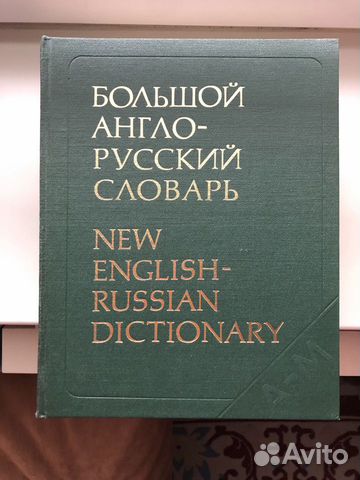 БОЛЬШОЙ
АНГЛО-
РУССКИЙ
СЛОВАРЬ
NEW
ENGLISH-
RUSSIAN
DICTIONARY
A-M
Avito